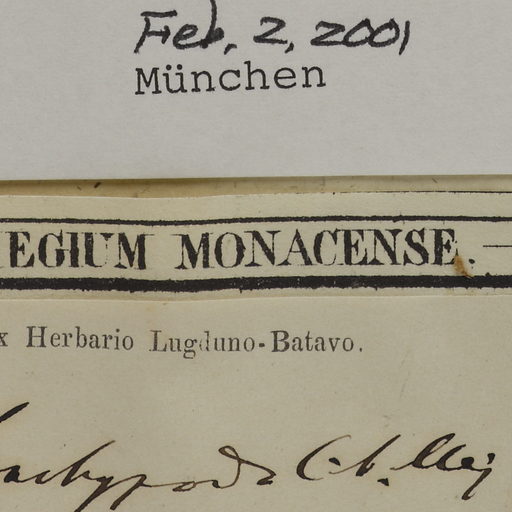 Feb. 2, 2001
München
EGIUM MONACENSE.
x Herbario Lugduno-Batavo.